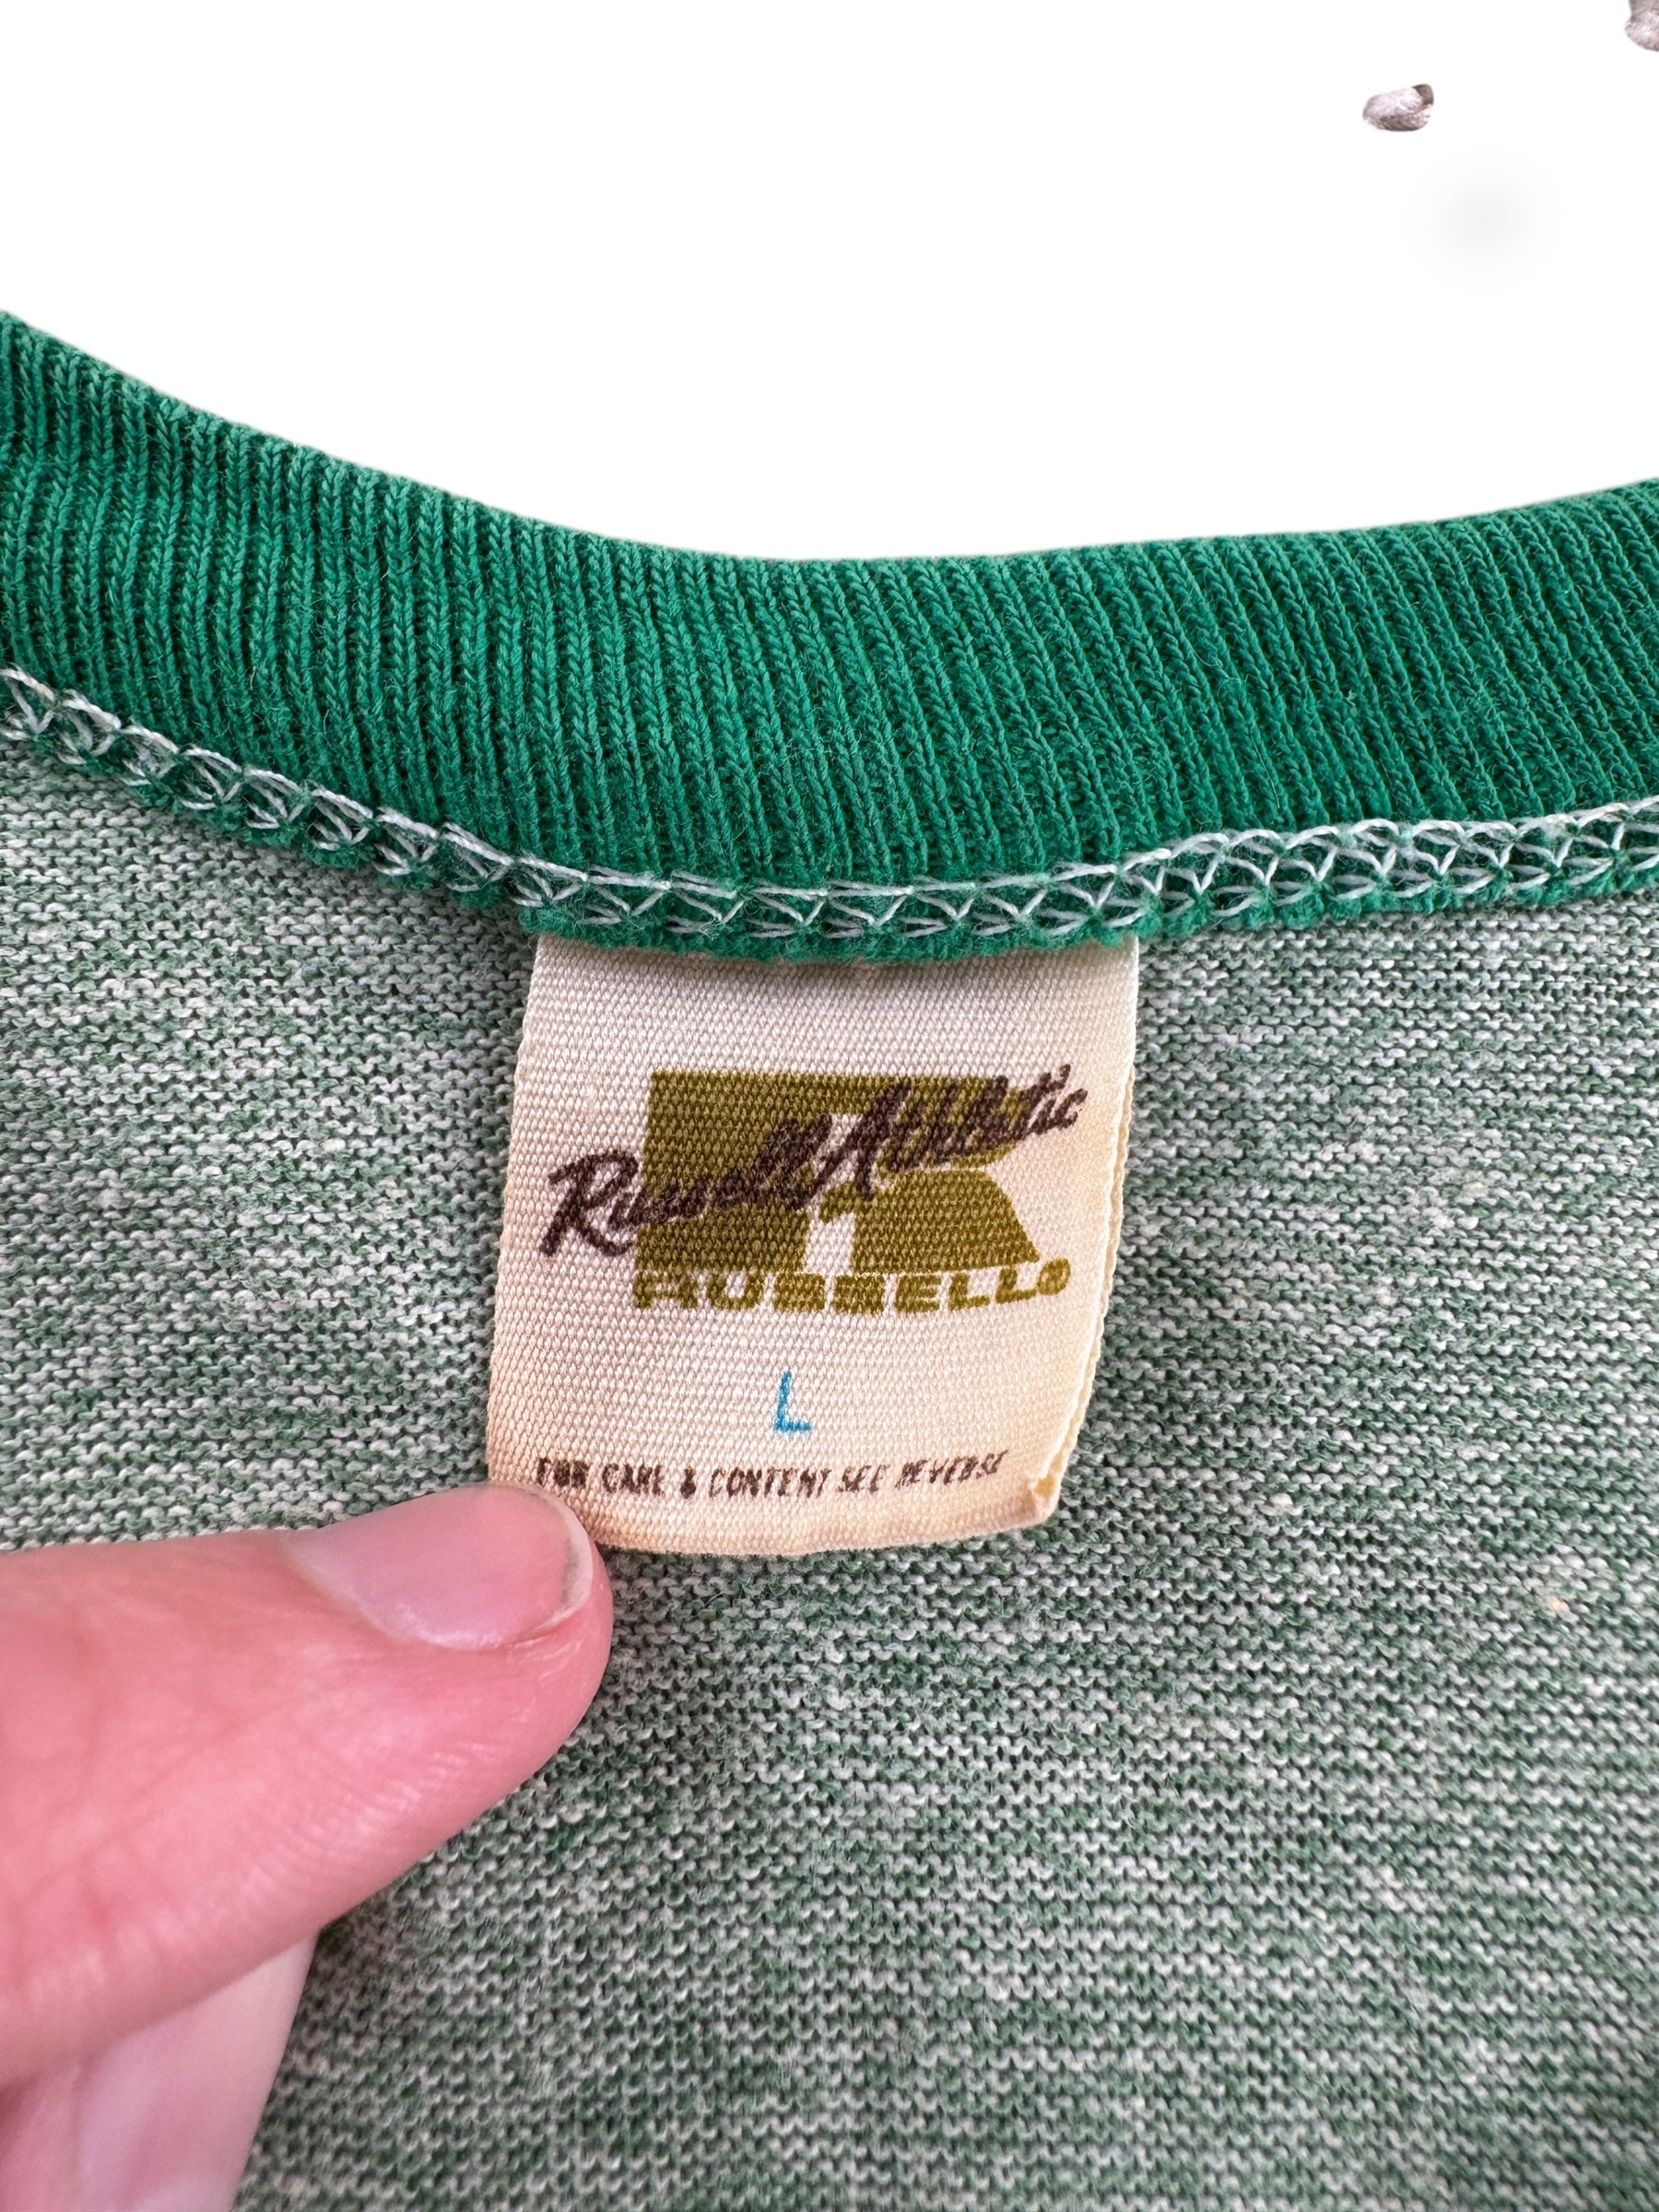 Russell Athletic
RUSSELL®
L
FOR CARE & CONTENT SEE REVERSE